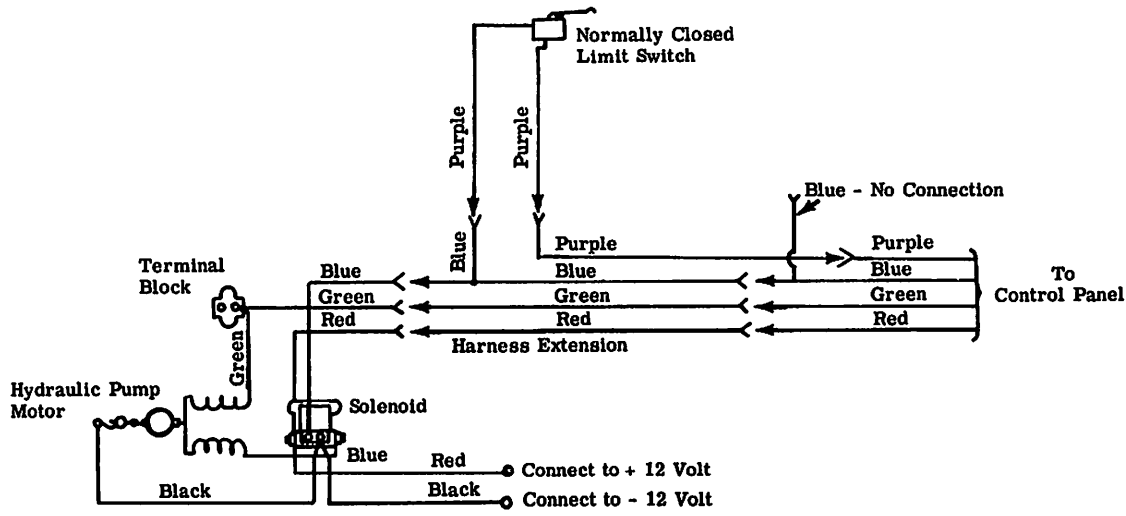 Normally Closed
Limit Switch
Purple
Purple
Blue - No Connection
Blue
Purple
Purple
Terminal
Block
Blue
Blue
Blue
To
Control Panel
Green
Green
Green
Red
Red
Red
Harness Extension
Green
Hydraulic Pump
Motor
Solenoid
Blue
Red
Connect to + 12 Volt
Black
Black
Connect to - 12 Volt